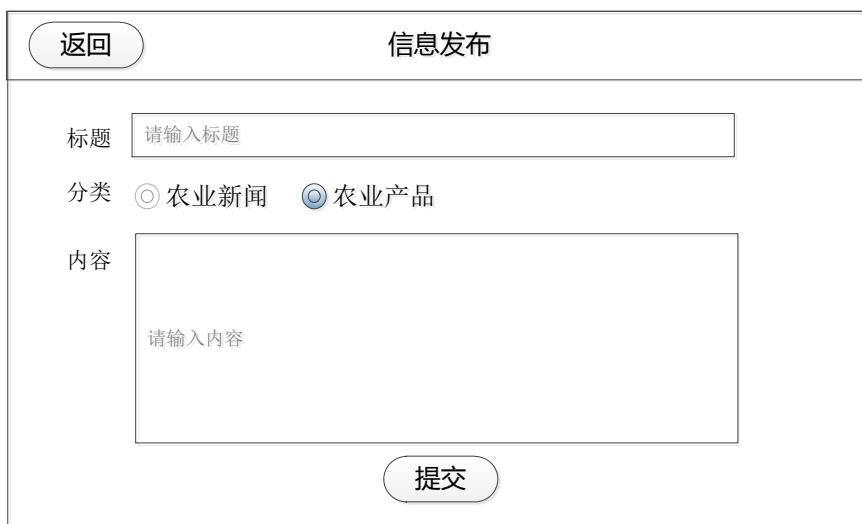 返回 信息发布
标题 请输入标题
分类 农业新闻 农业产品
内容 请输入内容
提交